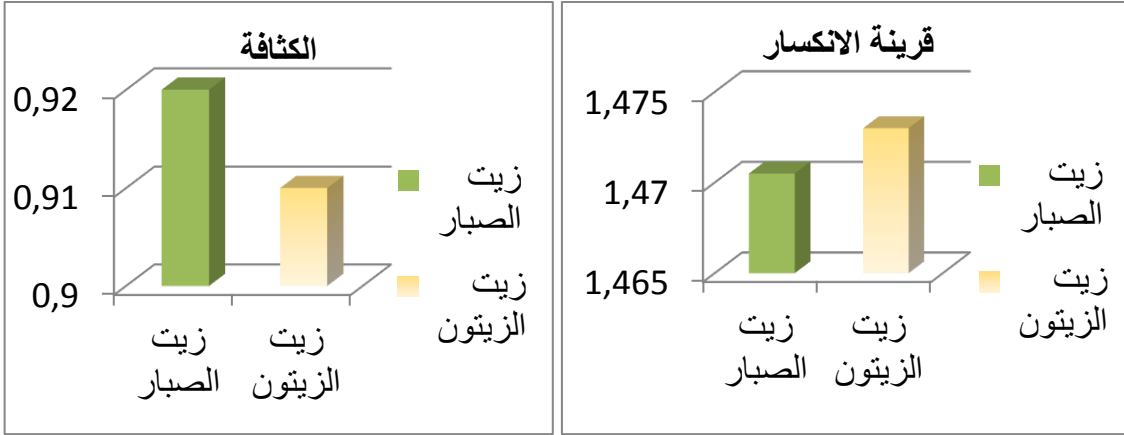 الكثافة
0,92
0,91
0,9
زيت
الصبار
زيت
الزيتون
زيت
الصبار
زيت
الزيتون
قرينة الانكسار
1,475
1,47
1,465
زيت
الصبار
زيت
الزيتون
زيت
الصبار
زيت
الزيتون